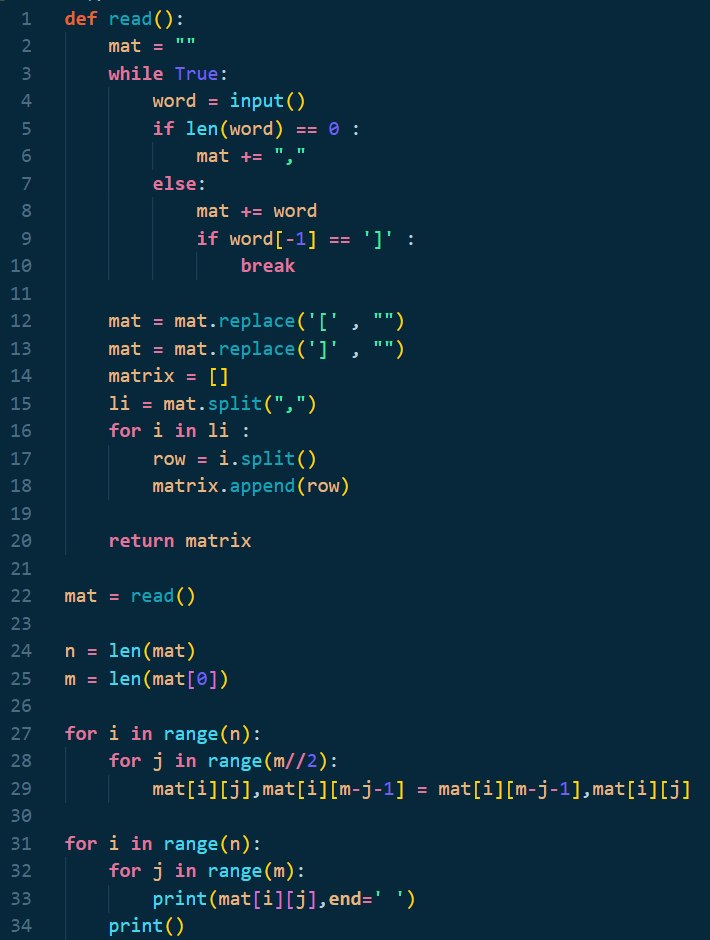 1 def read():
2     mat = ""
3     while True:
4         word = input()
5         if len(word) == 0 :
6             mat += ","
7         else:
8             mat += word
9             if word[-1] == ']' :
10                 break
11
12     mat = mat.replace('[' , "")
13     mat = mat.replace(']' , "")
14     matrix = []
15     li = mat.split(",")
16     for i in li :
17         row = i.split()
18         matrix.append(row)
19
20     return matrix
21
22 mat = read()
23
24 n = len(mat)
25 m = len(mat[0])
26
27 for i in range(n):
28     for j in range(m//2):
29         mat[i][j],mat[i][m-j-1] = mat[i][m-j-1],mat[i][j]
30
31 for i in range(n):
32     for j in range(m):
33         print(mat[i][j],end=' ')
34     print()